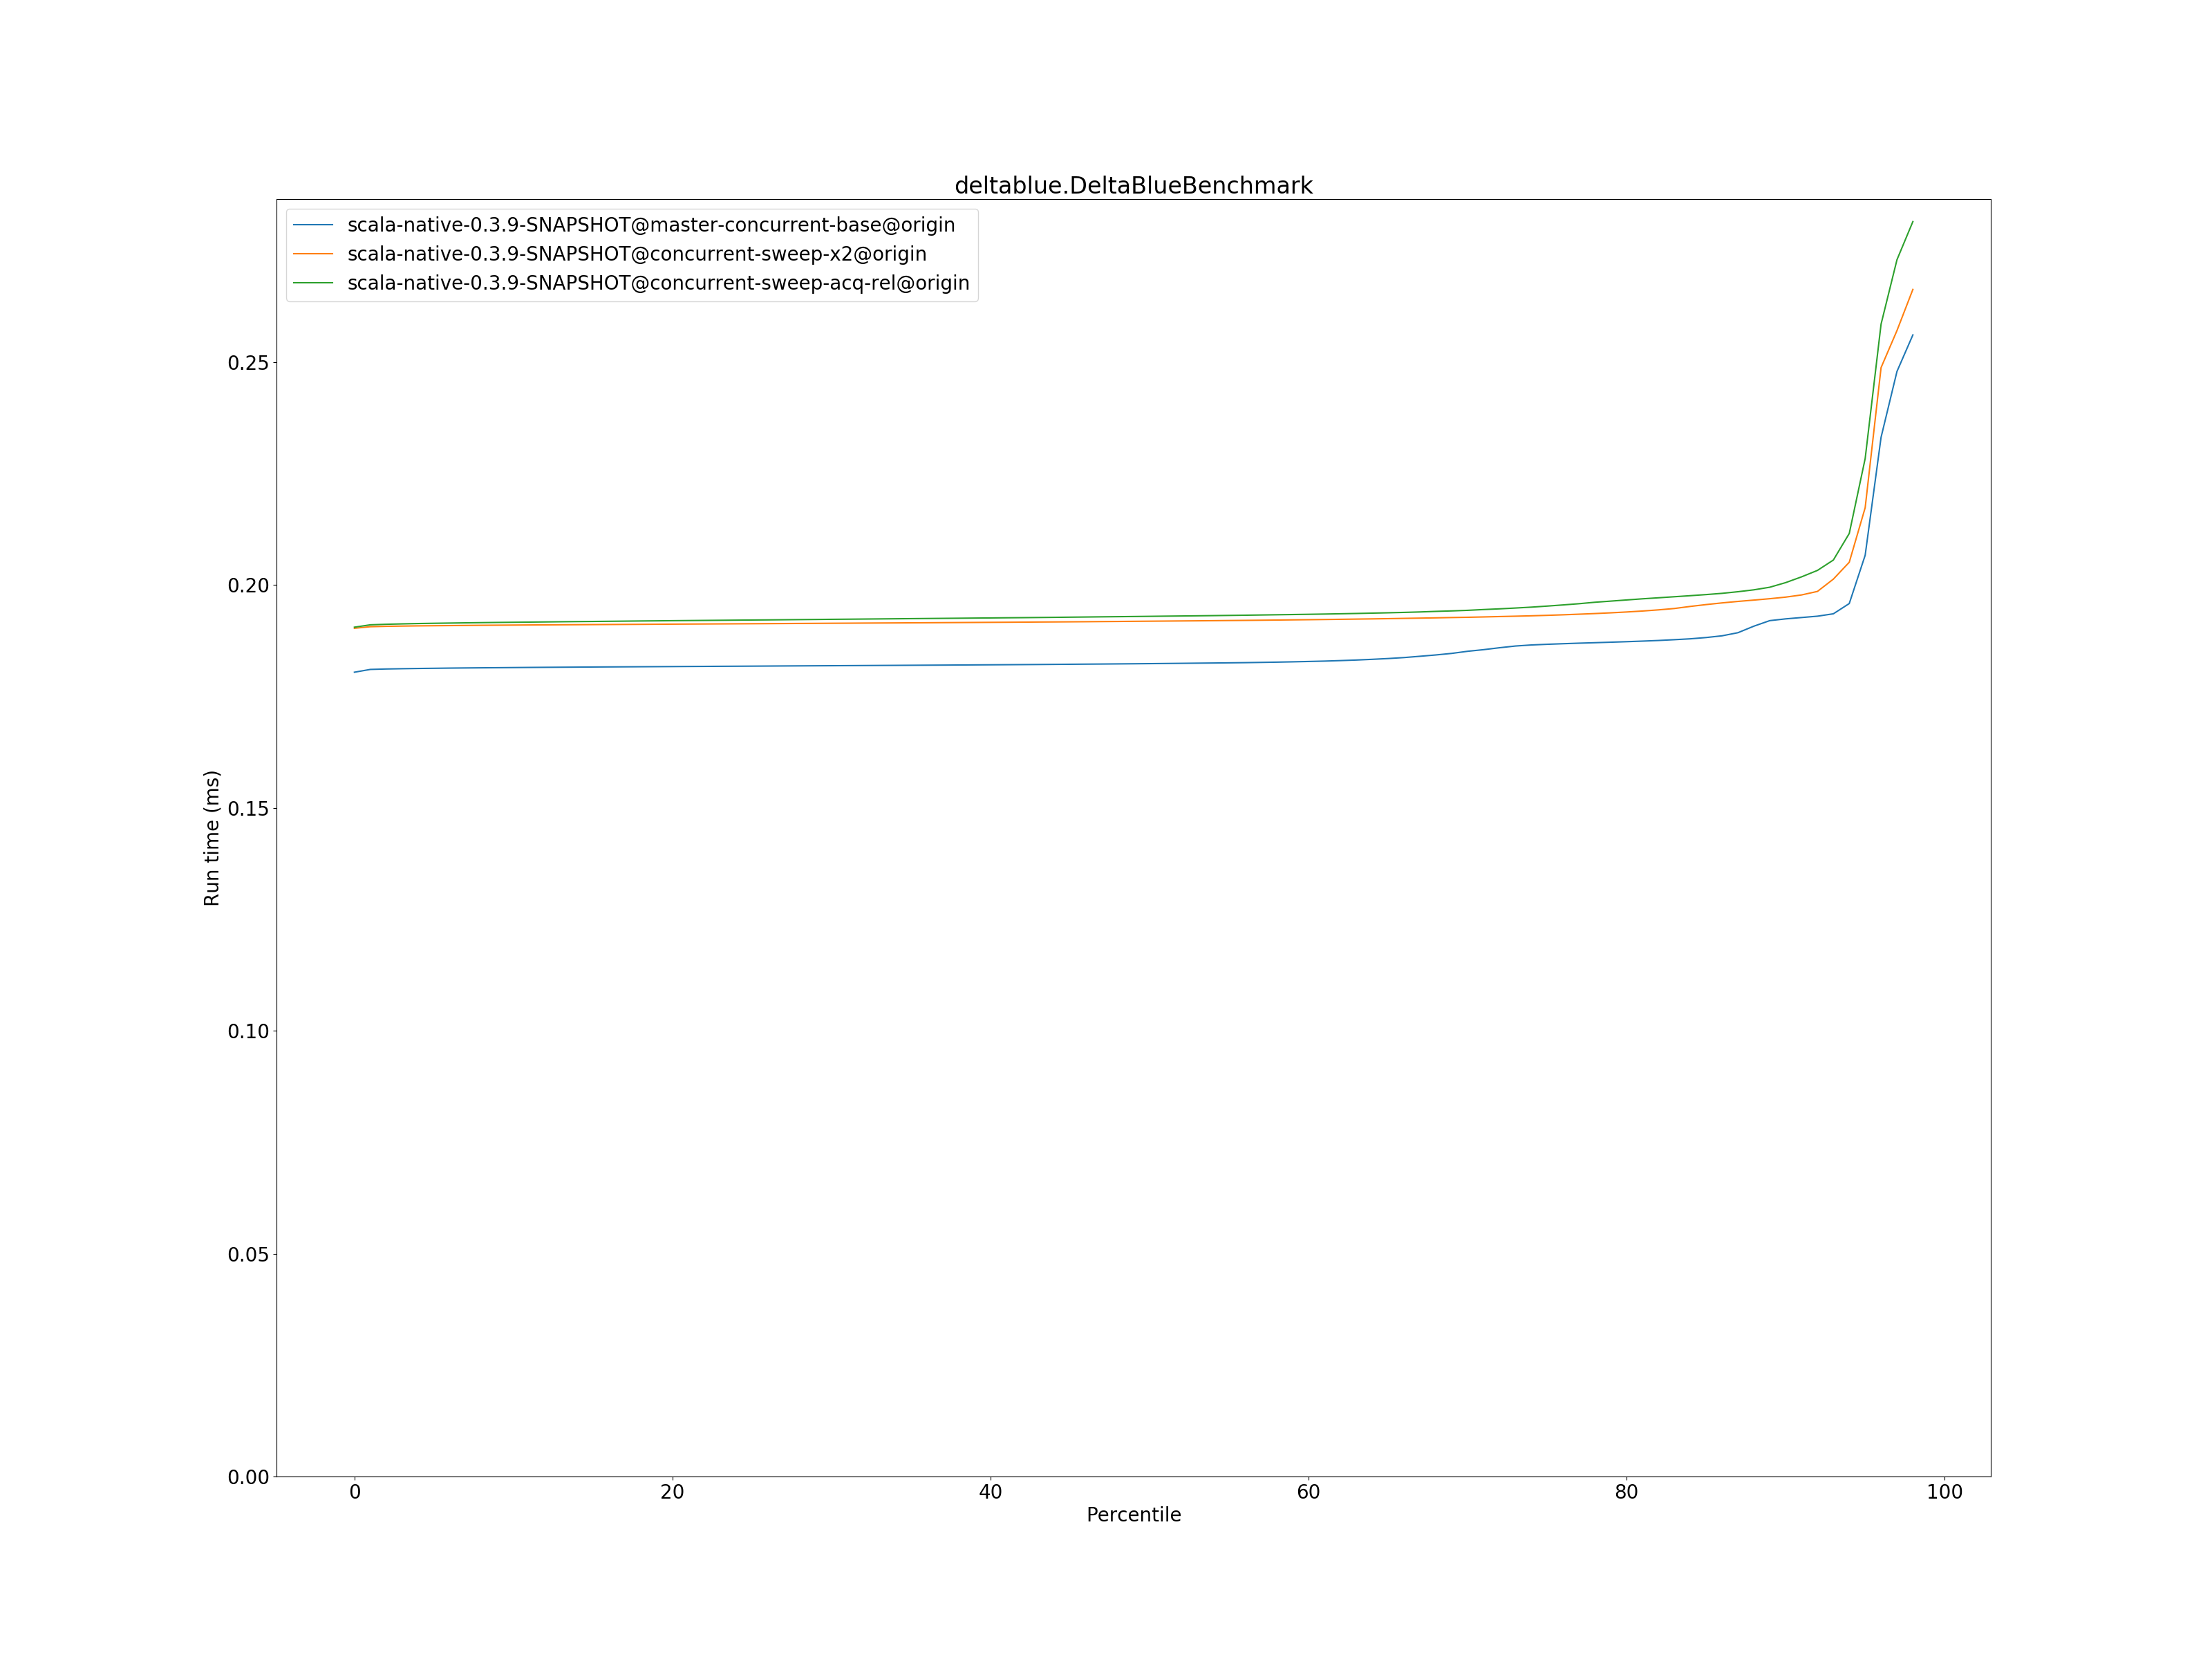 deltablue.DeltaBlueBenchmark
scala-native-0.3.9-SNAPSHOT@master-concurrent-base@origin
scala-native-0.3.9-SNAPSHOT@concurrent-sweep-x2@origin
scala-native-0.3.9-SNAPSHOT@concurrent-sweep-acq-rel@origin
0.25
0.20
0.15
0.10
0.05
0.00
Run time (ms)
0 20 40 60 80 100
Percentile